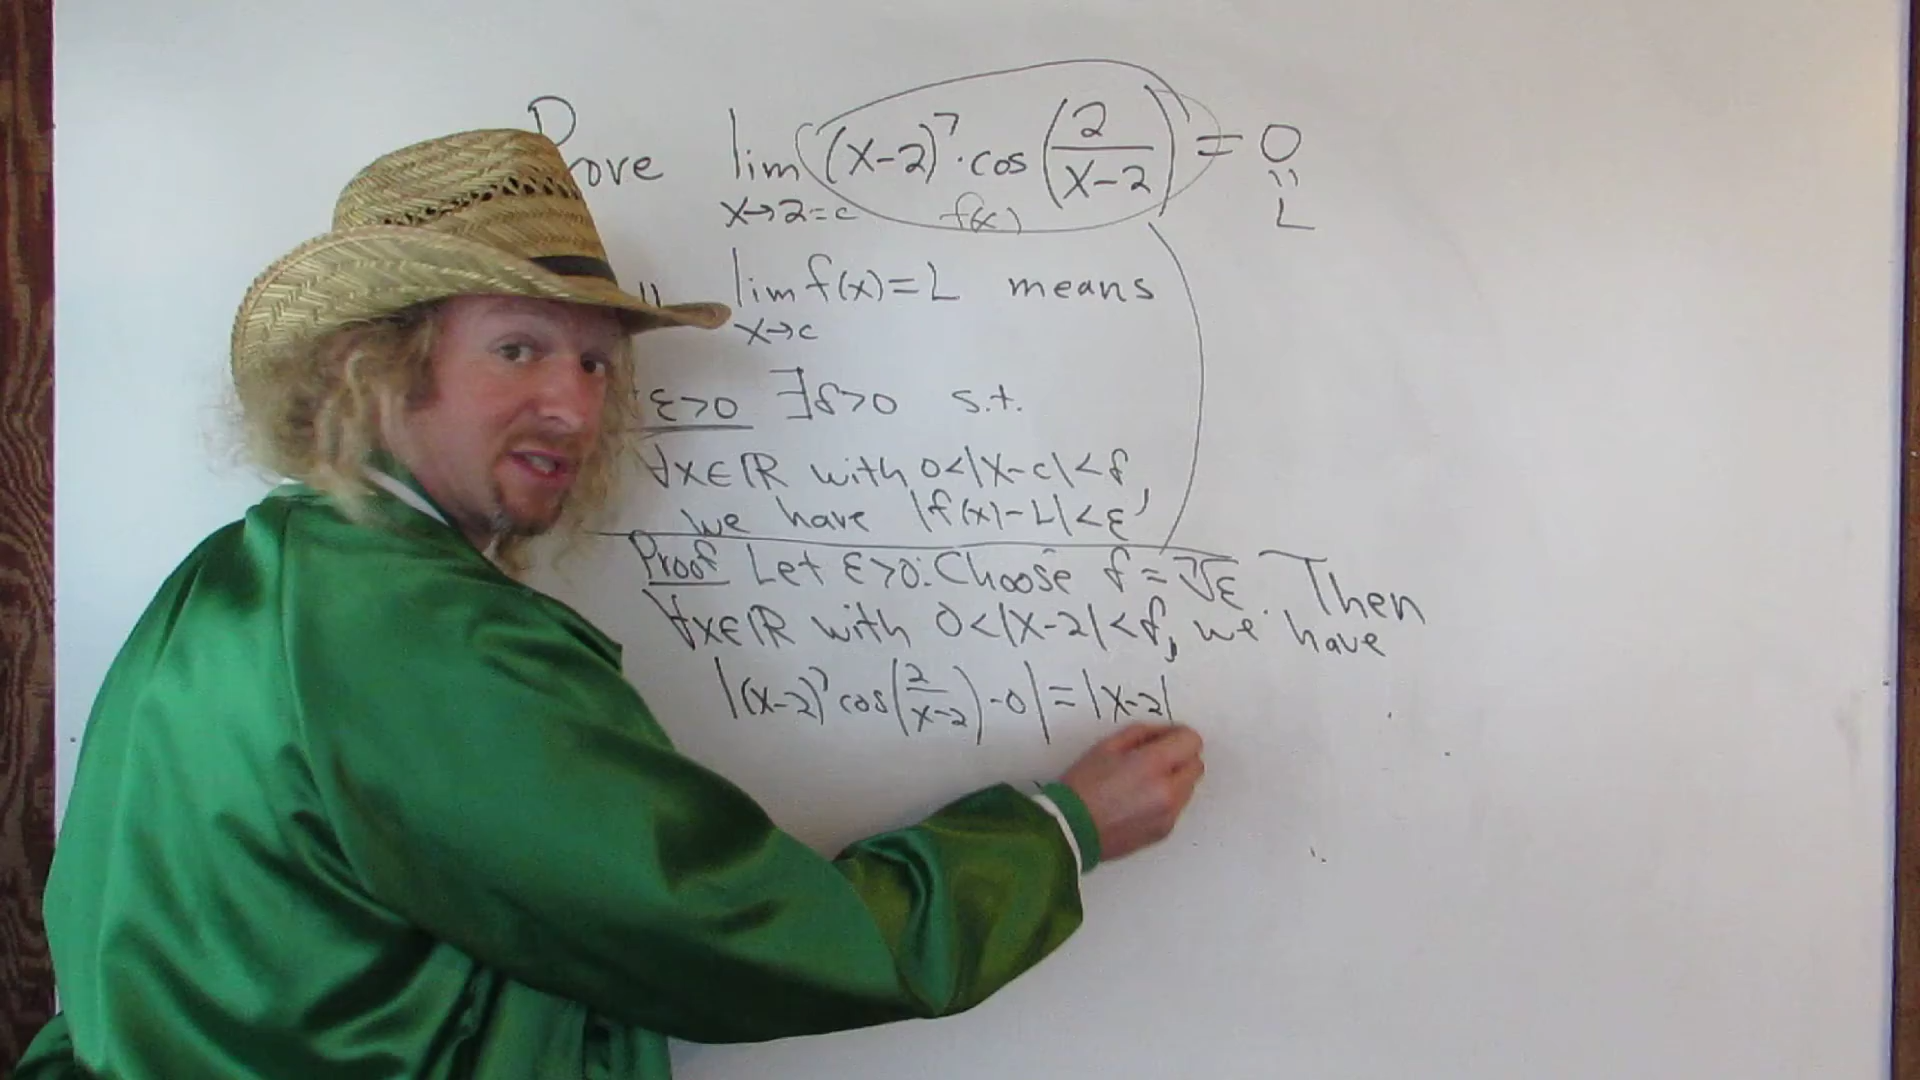 Prove lim (x-2)⁷·cos(2/(x-2)) = 0
x→2=c f(x) = L
lim f(x)=L means
x→c
ε>0 ∃δ>0 s.t.
∀x∈ℝ with 0<|x-c|<δ,
we have |f(x)-L|<ε
Proof Let ε>0. Choose δ = ⁷√ε. Then
∀x∈ℝ with 0<|x-2|<δ, we have
|(x-2)⁷ cos(2/(x-2)) -0| = |x-2|